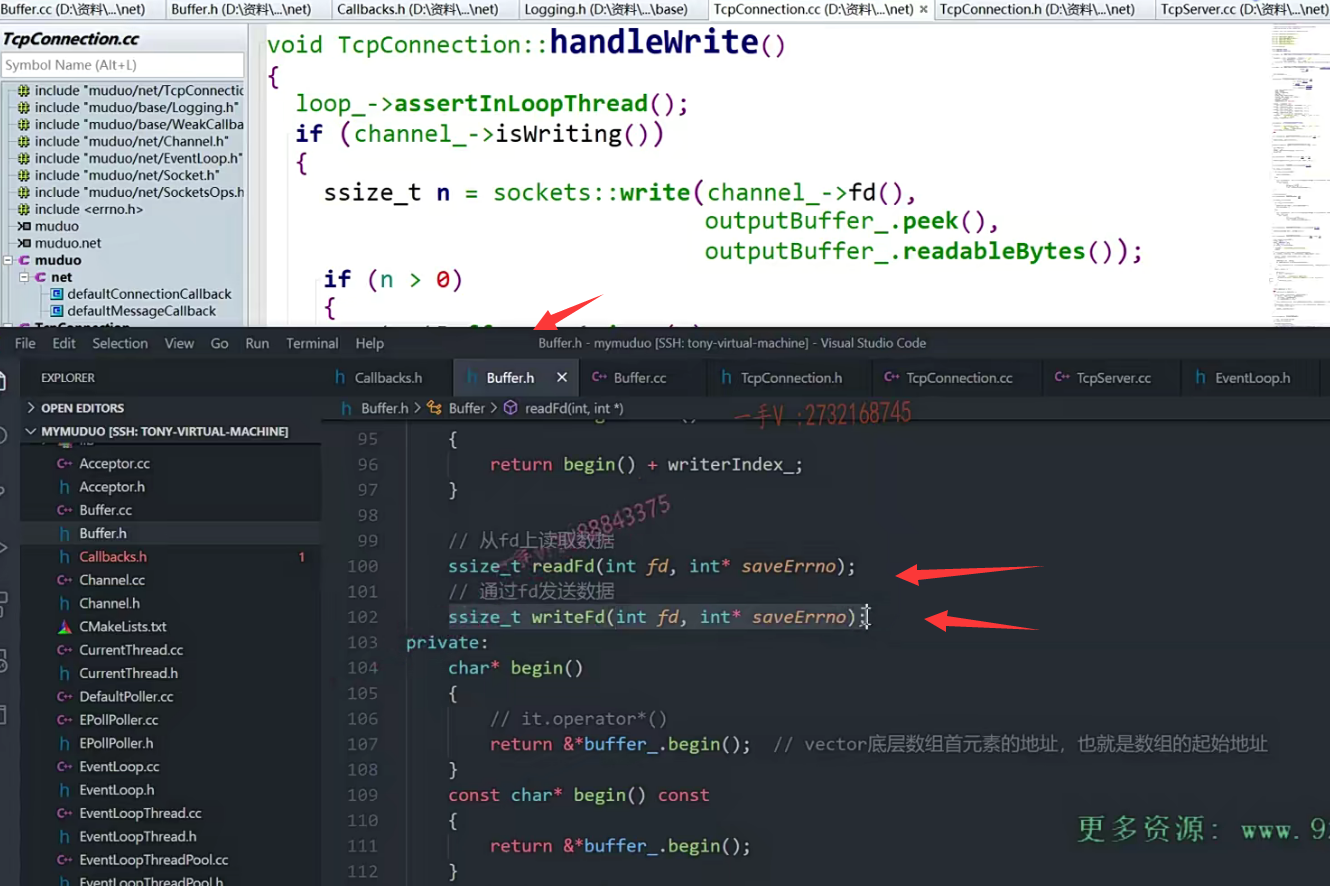 Buffer.cc (D:\资料\...\net) Buffer.h (D:\资料\...\net) Callbacks.h (D:\资料\...\net) Logging.h (D:\资料\...\base) TcpConnection.cc (D:\资料\...\net) × TcpConnection.h (D:\资料\...\net) TcpServer.cc (D:\资料\...\net)
TcpConnection.cc
Symbol Name (Alt+L)
include "muduo/net/TcpConnectic
include "muduo/base/Logging.h"
include "muduo/base/WeakCallba
include "muduo/net/Channel.h"
include "muduo/net/EventLoop.h"
include "muduo/net/Socket.h"
include "muduo/net/SocketsOps.h
include <errno.h>
muduo
muduo.net
muduo
net
defaultConnectionCallback
defaultMessageCallback
TcpConnection
void TcpConnection::handleWrite()
{
loop_->assertInLoopThread();
if (channel_->isWriting())
{
ssize_t n = sockets::write(channel_->fd(),
outputBuffer_.peek(),
outputBuffer_.readableBytes());
if (n > 0)
{
File Edit Selection View Go Run Terminal Help Buffer.h - mymuduo [SSH: tony-virtual-machine] - Visual Studio Code
EXPLORER
OPEN EDITORS
MYMUDUO [SSH: TONY-VIRTUAL-MACHINE]
Acceptor.cc
Acceptor.h
Buffer.cc
Buffer.h
Callbacks.h 1
Channel.cc
Channel.h
CMakeLists.txt
CurrentThread.cc
CurrentThread.h
DefaultPoller.cc
EPollPoller.cc
EPollPoller.h
EventLoop.cc
EventLoop.h
EventLoopThread.cc
EventLoopThread.h
EventLoopThreadPool.cc
EventLoopThreadPool.h
Callbacks.h Buffer.h × Buffer.cc TcpConnection.h TcpConnection.cc TcpServer.cc EventLoop.h
Buffer.h > Buffer > readFd(int, int *)
一手V :2732168745
95 {
96 return begin() + writerIndex_;
97 }
98
99 // 从fd上读取数据
100 ssize_t readFd(int fd, int* saveErrno);
101 // 通过fd发送数据
102 ssize_t writeFd(int fd, int* saveErrno);
103 private:
104 char* begin()
105 {
106 // it.operator*()
107 return &*buffer_.begin(); // vector底层数组首元素的地址，也就是数组的起始地址
108 }
109 const char* begin() const
110 {
111 return &*buffer_.begin();
112 }
更多资源：www.9